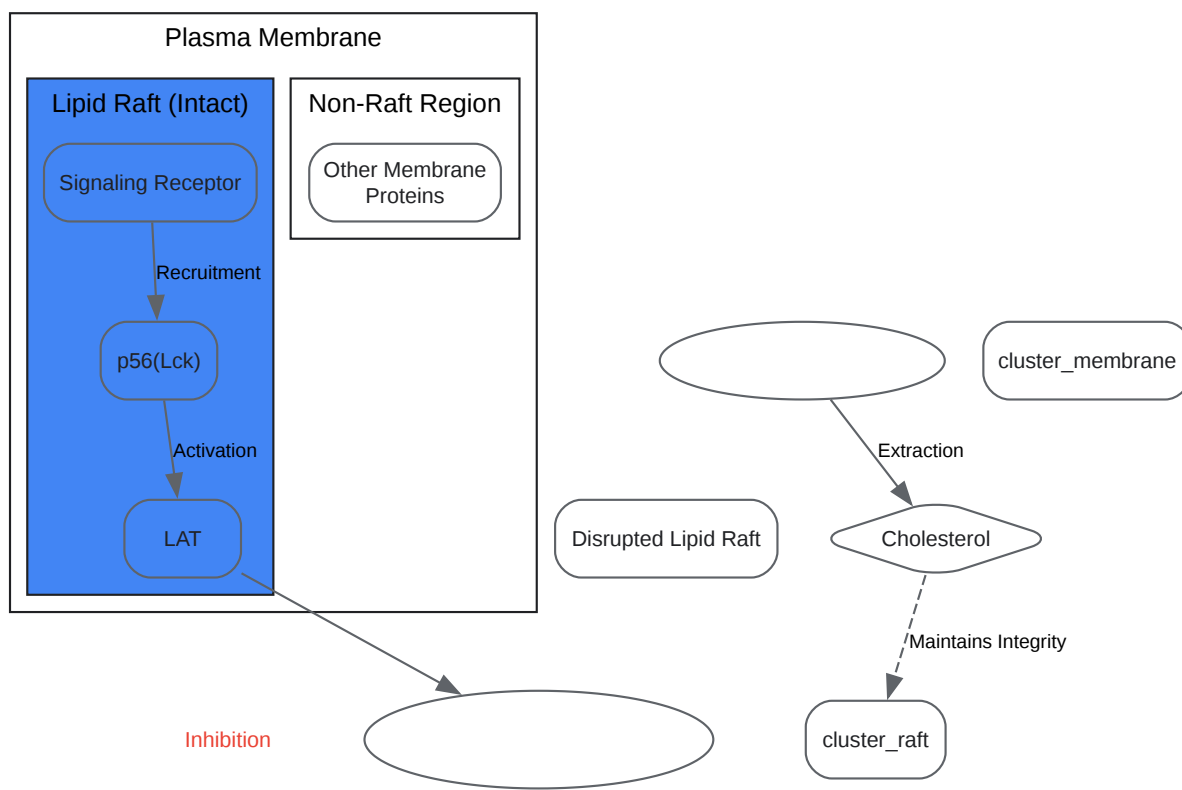 Plasma Membrane
Lipid Raft (Intact)
Non-Raft Region
Signaling Receptor
Other Membrane
Proteins
Recruitment
p56(Lck)
cluster_membrane
Activation
Extraction
LAT
Disrupted Lipid Raft
Cholesterol
Maintains Integrity
Inhibition
cluster_raft